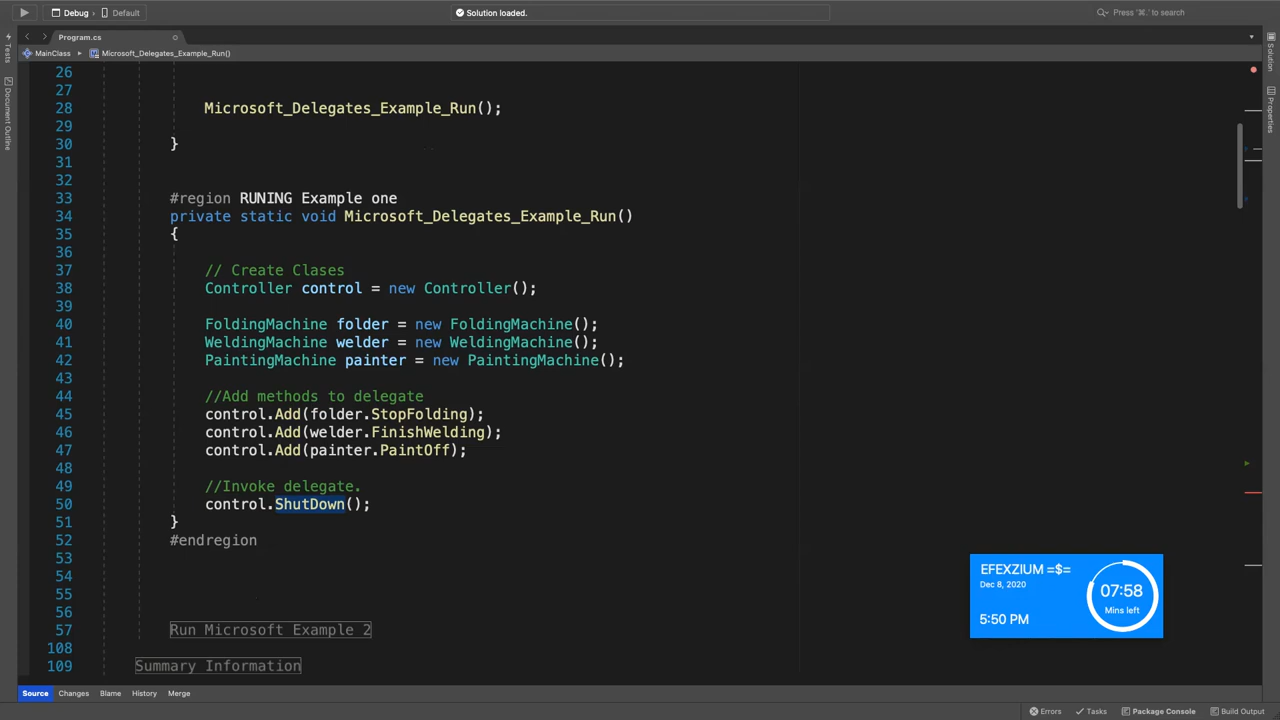 Debug › Default
Solution loaded.
Press '⌘.' to search
Program.cs
MainClass ▸ Microsoft_Delegates_Example_Run()
Tests
Document Outline
Solution
Properties
26
27
28 Microsoft_Delegates_Example_Run();
29
30 }
31
32
33 #region RUNING Example one
34 private static void Microsoft_Delegates_Example_Run()
35 {
36
37 // Create Clases
38 Controller control = new Controller();
39
40 FoldingMachine folder = new FoldingMachine();
41 WeldingMachine welder = new WeldingMachine();
42 PaintingMachine painter = new PaintingMachine();
43
44 //Add methods to delegate
45 control.Add(folder.StopFolding);
46 control.Add(welder.FinishWelding);
47 control.Add(painter.PaintOff);
48
49 //Invoke delegate.
50 control.ShutDown();
51 }
52 #endregion
53
54
55
56
57 Run Microsoft Example 2
108
109 Summary Information
EFEXZIUM =$=
Dec 8, 2020
5:50 PM
07:58
Mins left
Source Changes Blame History Merge
Errors Tasks Package Console Build Output